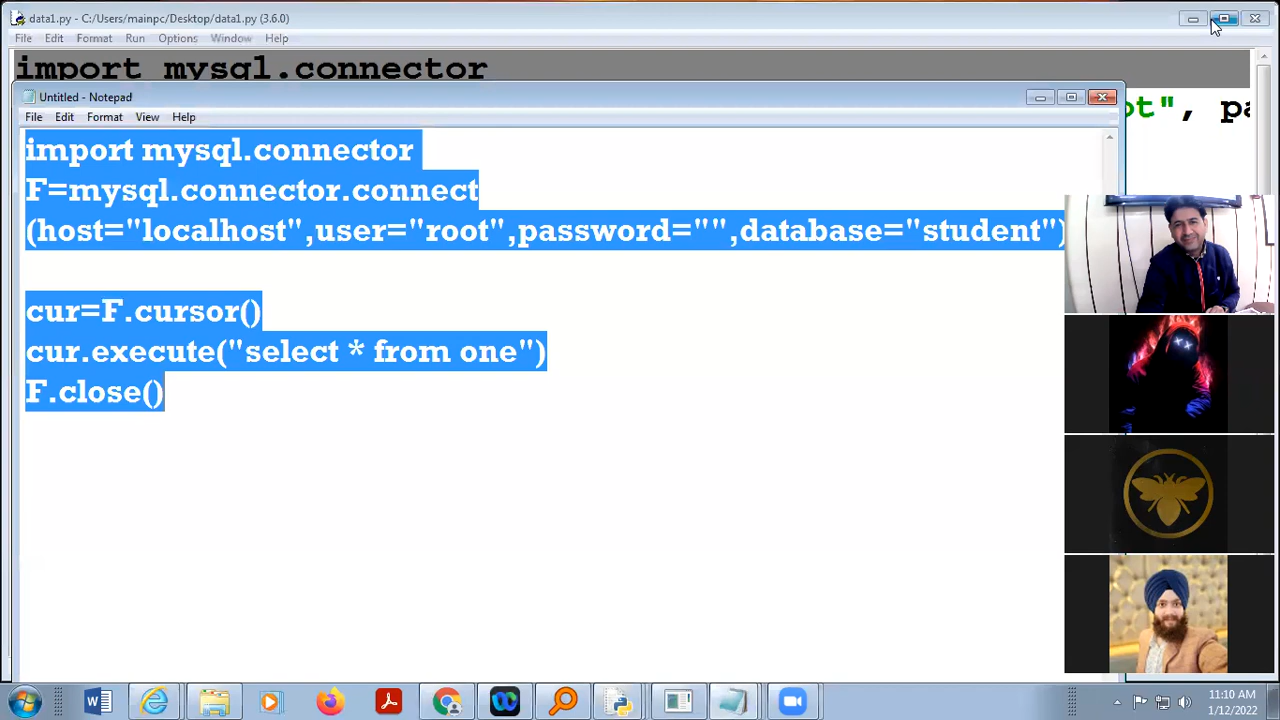 data1.py - C:/Users/mainpc/Desktop/data1.py (3.6.0)
File Edit Format Run Options Window Help
import mysql.connector
Untitled - Notepad
ot", pa
File Edit Format View Help
import mysql.connector
F=mysql.connector.connect
(host="localhost",user="root",password="",database="student")
cur=F.cursor()
cur.execute("select * from one")
F.close()
11:10 AM
1/12/2022